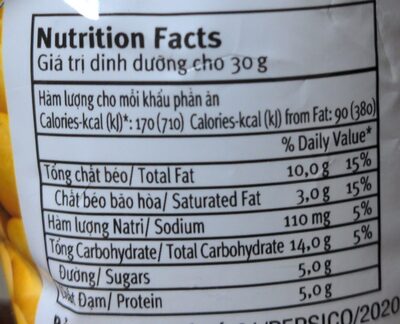 Nutrition Facts
Giá trị dinh dưỡng cho 30 g
Hàm lượng cho mỗi khẩu phần ăn
Calories-kcal (kJ)*: 170 (710) Calories-kcal (kJ) from Fat: 90 (380)
% Daily Value*
Tổng chất béo/ Total Fat 10,0 g 15%
Chất béo bão hòa/ Saturated Fat 3,0 g 15%
Hàm lượng Natri/ Sodium 110 mg 5%
Tổng Carbohydrate/ Total Carbohydrate 14,0 g 5%
Đường/ Sugars 5,0 g
Đạm/ Protein 5,0 g
PEPSICO/2020